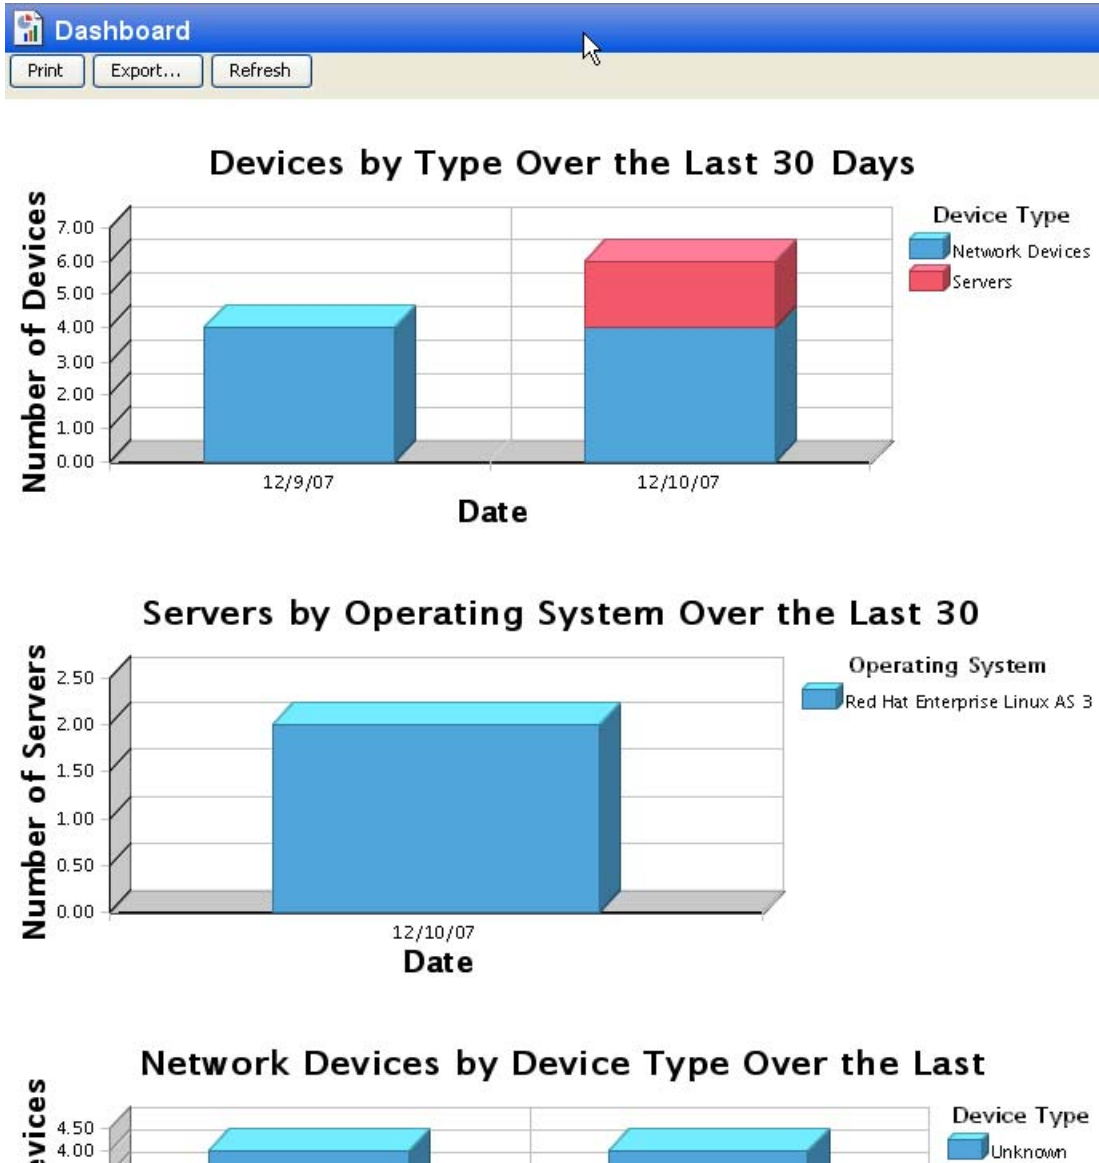 Dashboard
Print Export... Refresh
Devices by Type Over the Last 30 Days
Number of Devices
7.00
6.00
5.00
4.00
3.00
2.00
1.00
0.00
12/9/07 12/10/07
Date
Device Type
Network Devices
Servers
Servers by Operating System Over the Last 30
Number of Servers
2.50
2.00
1.50
1.00
0.50
0.00
12/10/07
Date
Operating System
Red Hat Enterprise Linux AS 3
Network Devices by Device Type Over the Last
4.50
4.00
Device Type
Unknown